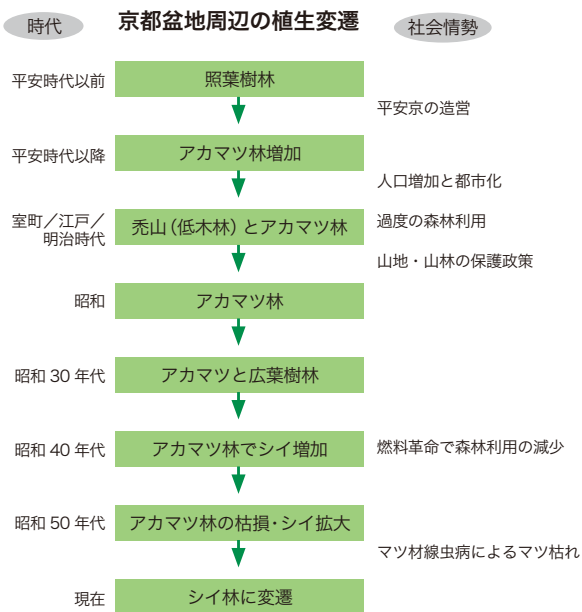 京都盆地周辺の植生変遷
時代
社会情勢
平安時代以前
照葉樹林
平安京の造営
平安時代以降
アカマツ林増加
人口増加と都市化
室町／江戸／
明治時代
禿山(低木林)とアカマツ林
過度の森林利用
山地・山林の保護政策
昭和
アカマツ林
昭和 30 年代
アカマツと広葉樹林
昭和 40 年代
アカマツ林でシイ増加
燃料革命で森林利用の減少
昭和 50 年代
アカマツ林の枯損・シイ拡大
マツ材線虫病によるマツ枯れ
現在
シイ林に変遷